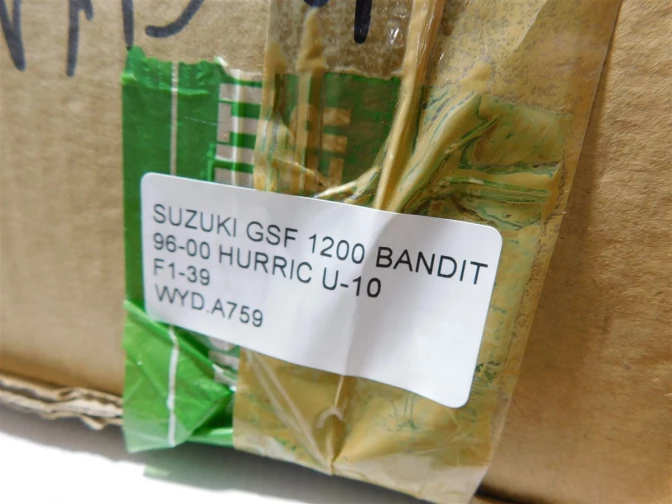 SUZUKI GSF 1200 BANDIT
96-00 HURRIC U-10
F1-39
WYD.A759